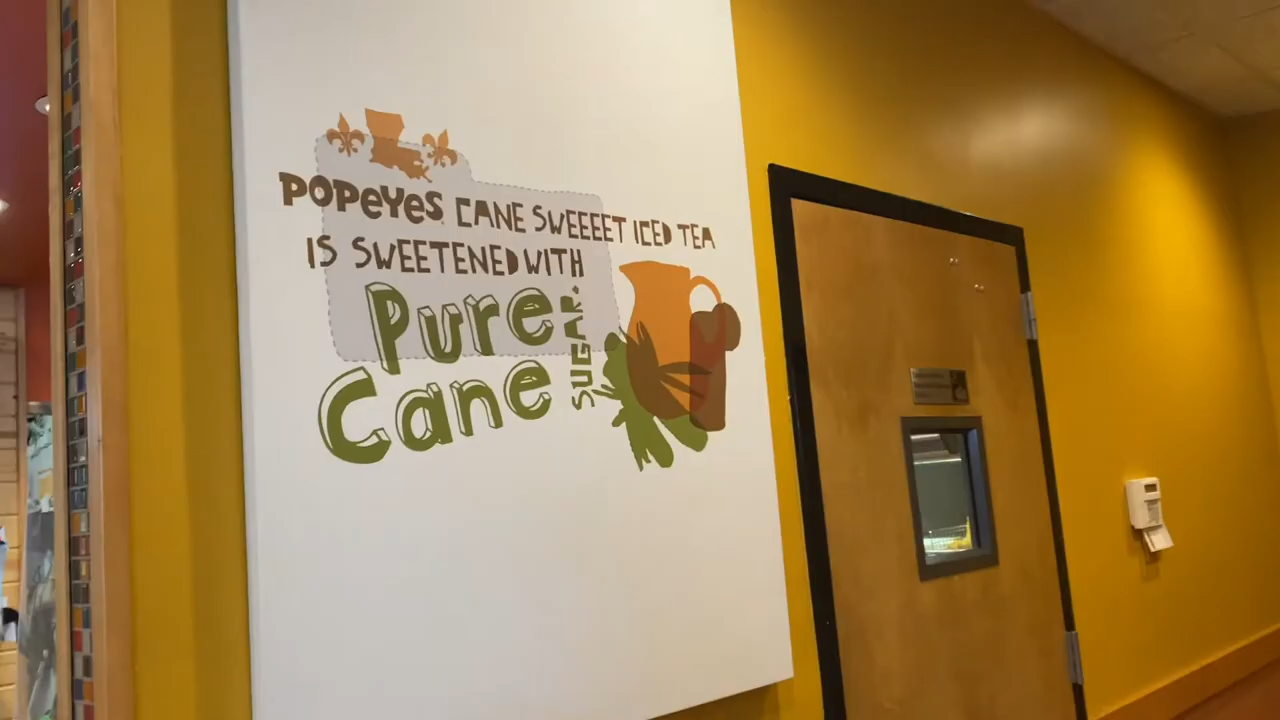 POPEYES CANE SWEEEET ICED TEA
IS SWEETENED WITH
Pure
Cane
SUGAR.